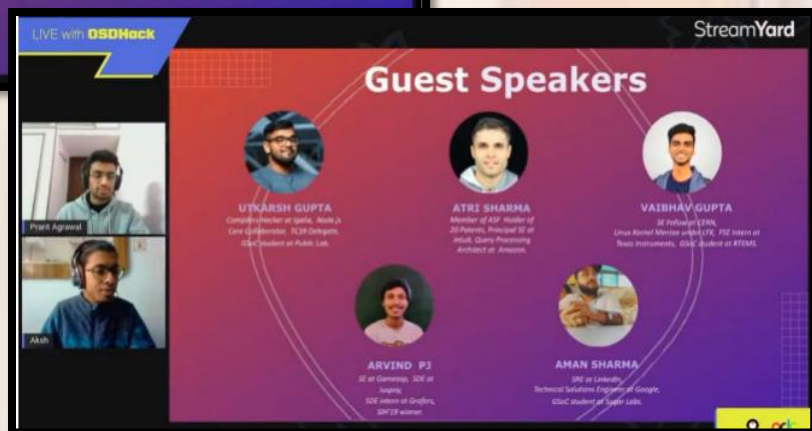 LIVE with OSDHack
StreamYard
Guest Speakers
Prant Agrawal
Aksh
UTKARSH GUPTA
Compilers Hacker at Igalia, Node js
Core Collaborator, TC39 Delegate,
GSoC student at Public Lab.
ATRI SHARMA
Member of ASF Holder of
20 Patents, Principal SE at
Intuit, Query Processing
Architect at Amazon.
VAIBHAV GUPTA
SE Fellow at CERN,
Linux Kernel Mentee under LFX, FSE Intern at
Texas Instruments, GSoC student at RTEMS
ARVIND PJ
SE at Gameskraft, SDE at
Juspay,
SDE Intern at Grofers,
SIH'19 winner.
AMAN SHARMA
SRE at LinkedIn,
Technical Solutions Engineer at Google,
GSoC student at Sugar Labs.